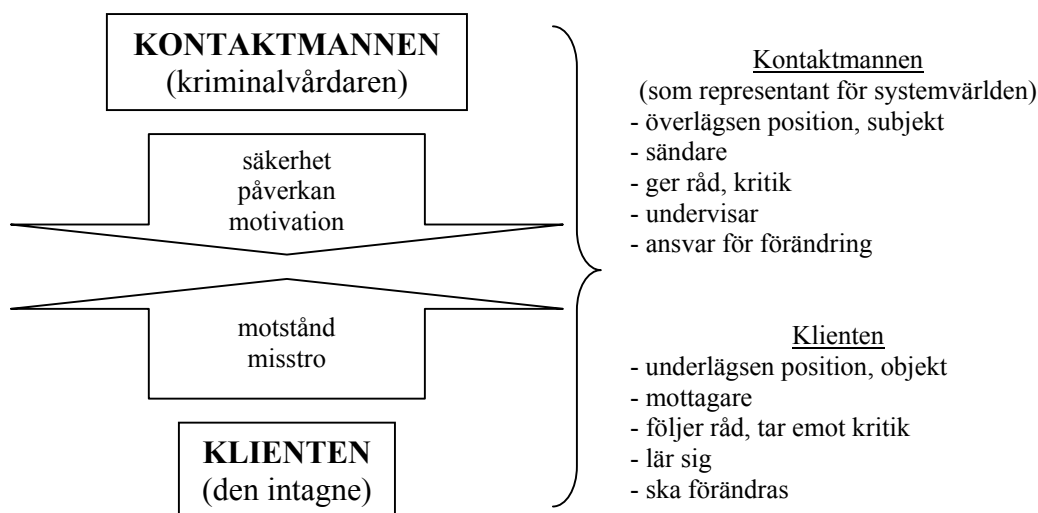 KONTAKTMANNEN
(kriminalvårdaren)
säkerhet
påverkan
motivation
motstånd
misstro
KLIENTEN
(den intagne)
Kontaktmannen
(som representant för systemvärlden)
- överlägsen position, subjekt
- sändare
- ger råd, kritik
- undervisar
- ansvar för förändring
Klienten
- underlägsen position, objekt
- mottagare
- följer råd, tar emot kritik
- lär sig
- ska förändras